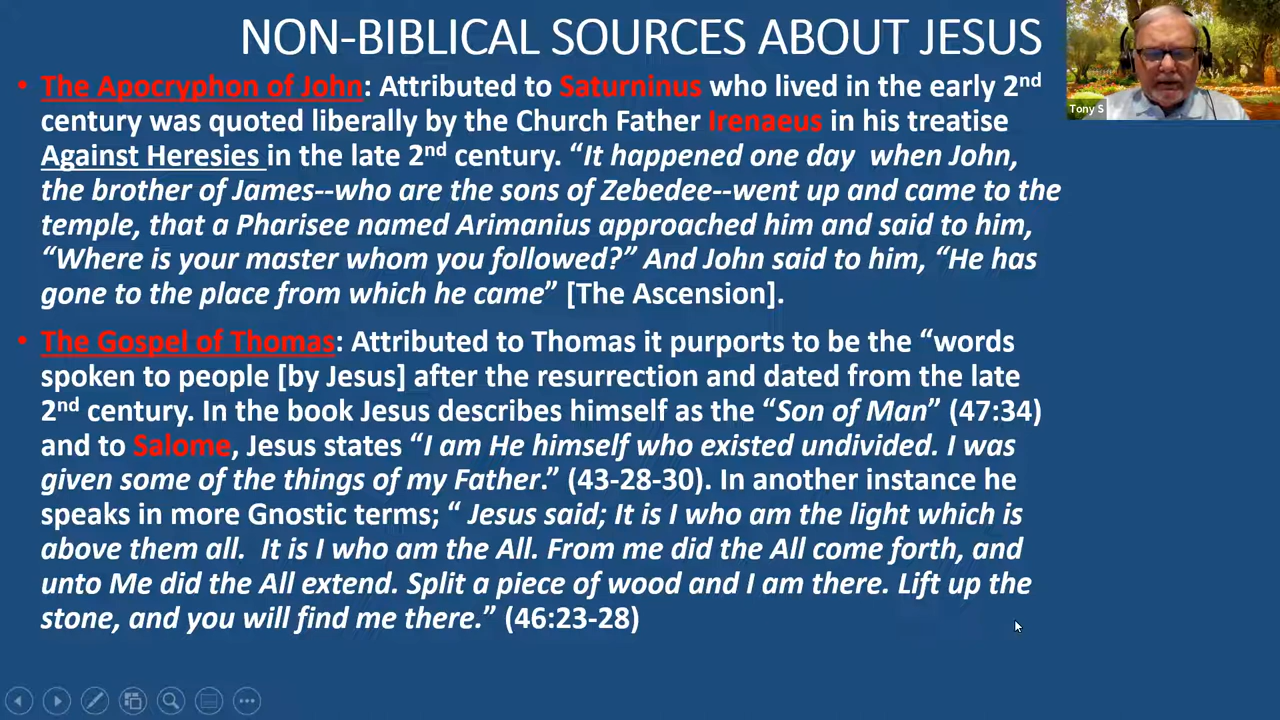 NON-BIBLICAL SOURCES ABOUT JESUS
Tony S
• The Apocryphon of John: Attributed to Saturninus who lived in the early 2nd
century was quoted liberally by the Church Father Irenaeus in his treatise
Against Heresies in the late 2nd century. “It happened one day  when John,
the brother of James--who are the sons of Zebedee--went up and came to the
temple, that a Pharisee named Arimanius approached him and said to him,
“Where is your master whom you followed?” And John said to him, “He has
gone to the place from which he came” [The Ascension].
• The Gospel of Thomas: Attributed to Thomas it purports to be the “words
spoken to people [by Jesus] after the resurrection and dated from the late
2nd century. In the book Jesus describes himself as the “Son of Man” (47:34)
and to Salome, Jesus states “I am He himself who existed undivided. I was
given some of the things of my Father.” (43-28-30). In another instance he
speaks in more Gnostic terms; “ Jesus said; It is I who am the light which is
above them all.  It is I who am the All. From me did the All come forth, and
unto Me did the All extend. Split a piece of wood and I am there. Lift up the
stone, and you will find me there.” (46:23-28)